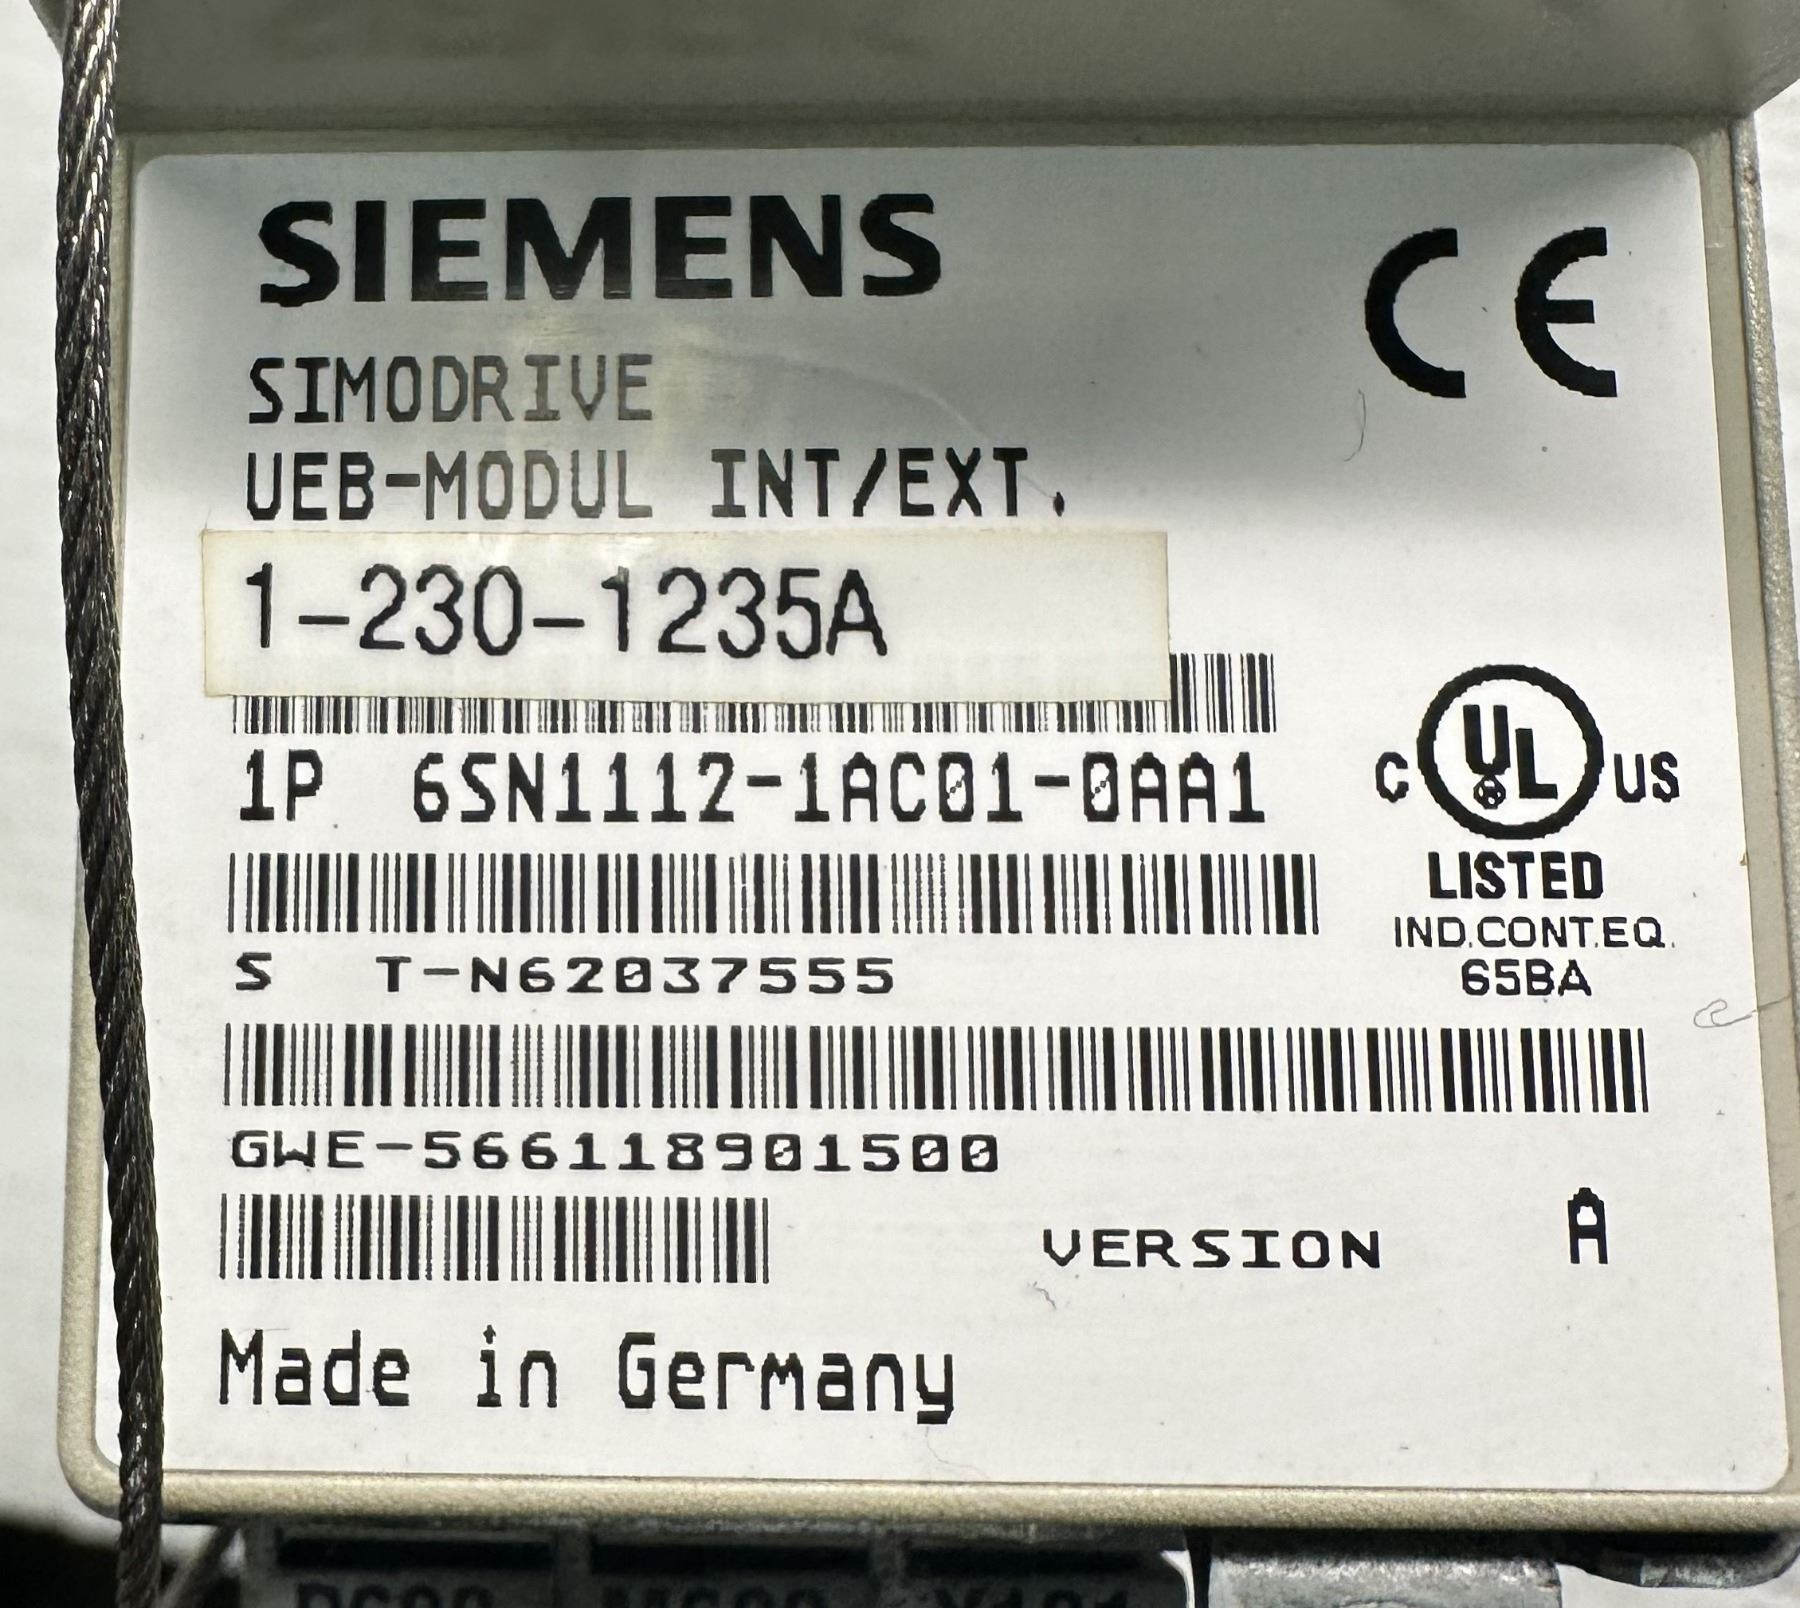 SIEMENS
CE
SIMODRIVE
UEB-MODUL INT/EXT.
1-230-1235A
1P 6SN1112-1AC01-0AA1
C UL US
LISTED
IND.CONT.EQ.
65BA
S T-N62037555
GWE-566118901500
VERSION A
Made in Germany